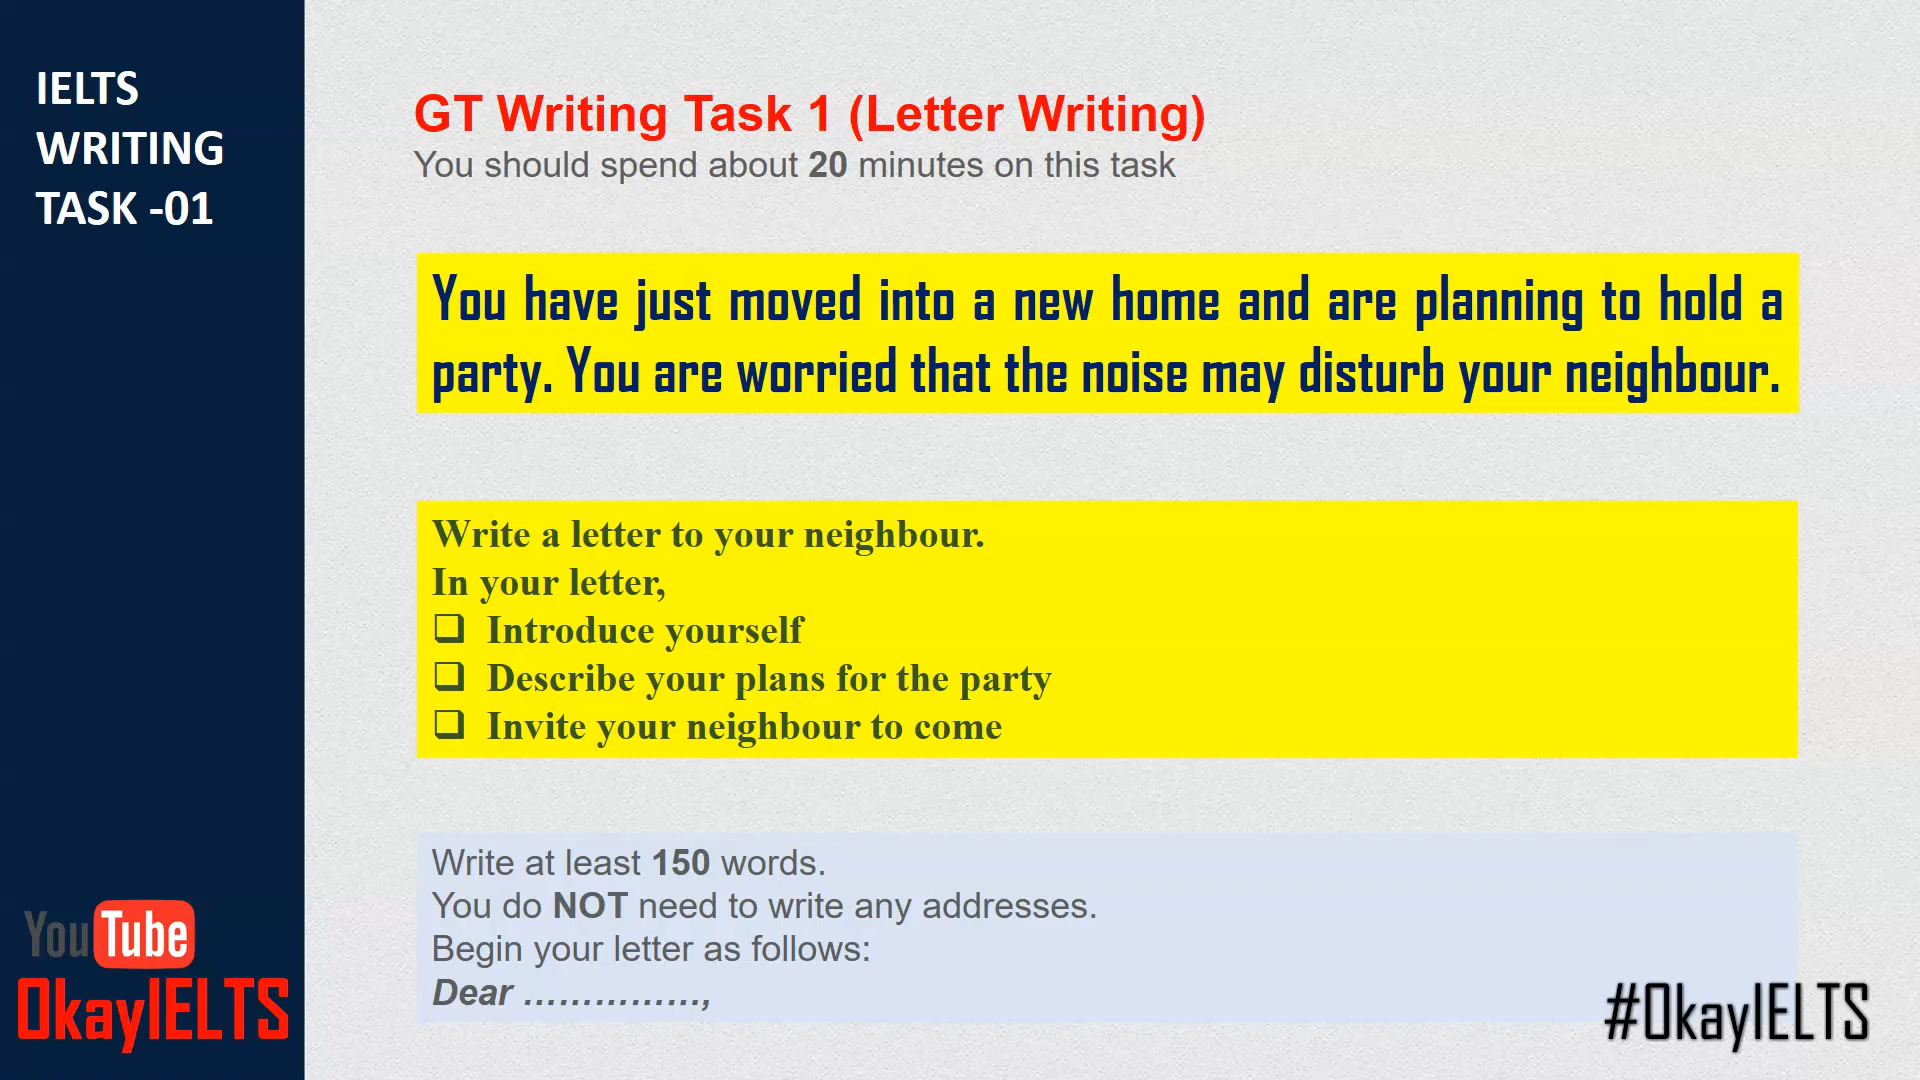 IELTS
WRITING
TASK -01
GT Writing Task 1 (Letter Writing)
You should spend about 20 minutes on this task
You have just moved into a new home and are planning to hold a
party. You are worried that the noise may disturb your neighbour.
Write a letter to your neighbour.
In your letter,
❑ Introduce yourself
❑ Describe your plans for the party
❑ Invite your neighbour to come
Write at least 150 words.
You do NOT need to write any addresses.
Begin your letter as follows:
Dear ……………,
YouTube
OkayIELTS
#OkayIELTS